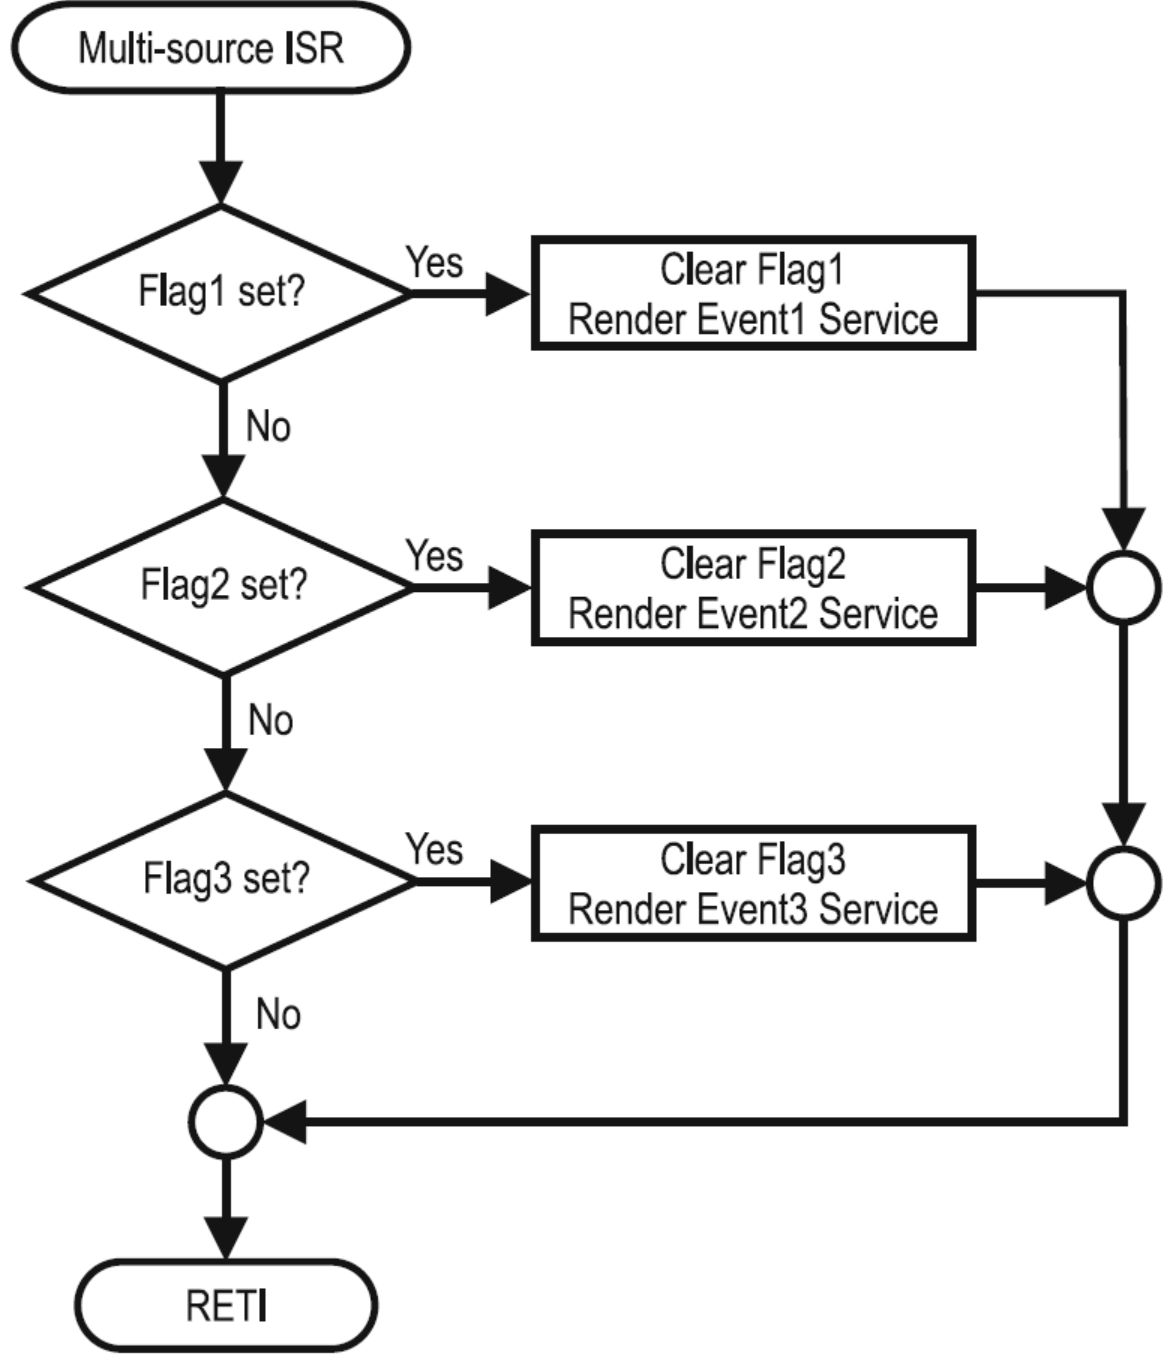 Multi-source ISR
Flag1 set?
Yes
Clear Flag1
Render Event1 Service
No
Flag2 set?
Yes
Clear Flag2
Render Event2 Service
No
Flag3 set?
Yes
Clear Flag3
Render Event3 Service
No
RETI